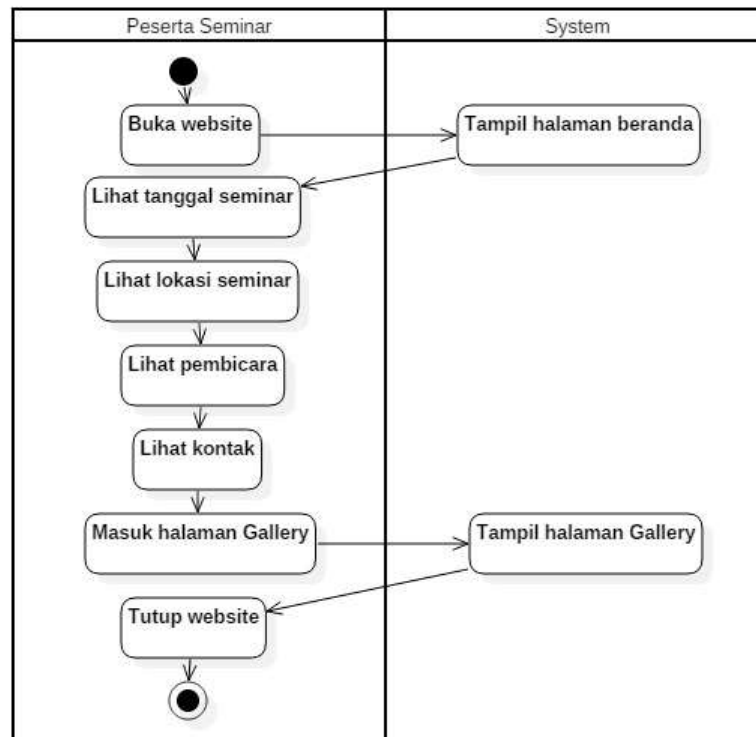 Peserta Seminar
System
Buka website
Tampil halaman beranda
Lihat tanggal seminar
Lihat lokasi seminar
Lihat pembicara
Lihat kontak
Masuk halaman Gallery
Tampil halaman Gallery
Tutup website